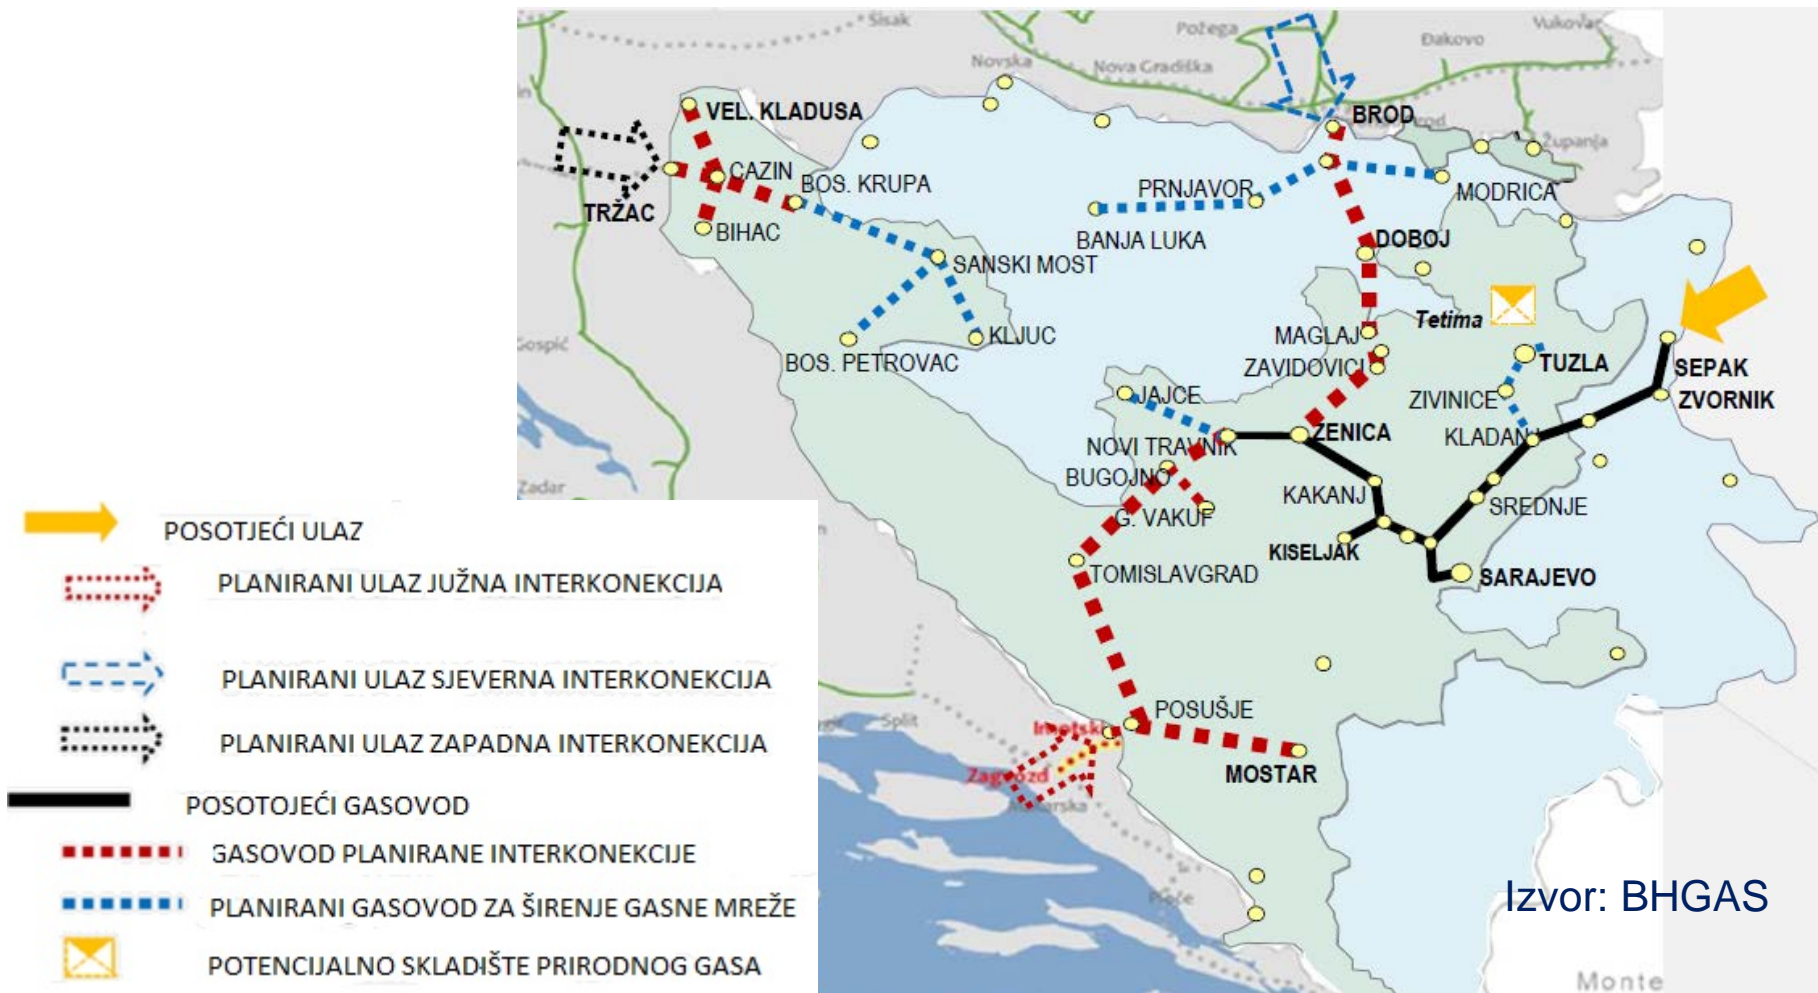 Sisak
Požega
Vukovar
Đakovo
Novska
Nova Gradiška
VEL. KLADUSA
BROD
Županja
CAZIN
BOS. KRUPA
PRNJAVOR
MODRICA
TRŽAC
BIHAC
BANJA LUKA
DOBOJ
SANSKI MOST
Tetima
MAGLAJ
Gospić
KLJUC
BOS. PETROVAC
ZAVIDOVICI
TUZLA
SEPAK
JAJCE
ZIVINICE
ZVORNIK
ZENICA
KLADANJ
NOVI TRAVNIK
BUGOJNO
Zadar
KAKANJ
SREDNJE
G. VAKUF
KISELJAK
TOMISLAVGRAD
SARAJEVO
POSUŠJE
Split
Imotski
Zagvozd
MOSTAR
Ploče
Monte
POSOTJEĆI ULAZ
PLANIRANI ULAZ JUŽNA INTERKONEKCIJA
PLANIRANI ULAZ SJEVERNA INTERKONEKCIJA
PLANIRANI ULAZ ZAPADNA INTERKONEKCIJA
POSOTOJEĆI GASOVOD
GASOVOD PLANIRANE INTERKONEKCIJE
PLANIRANI GASOVOD ZA ŠIRENJE GASNE MREŽE
POTENCIJALNO SKLADIŠTE PRIRODNOG GASA
Izvor: BHGAS